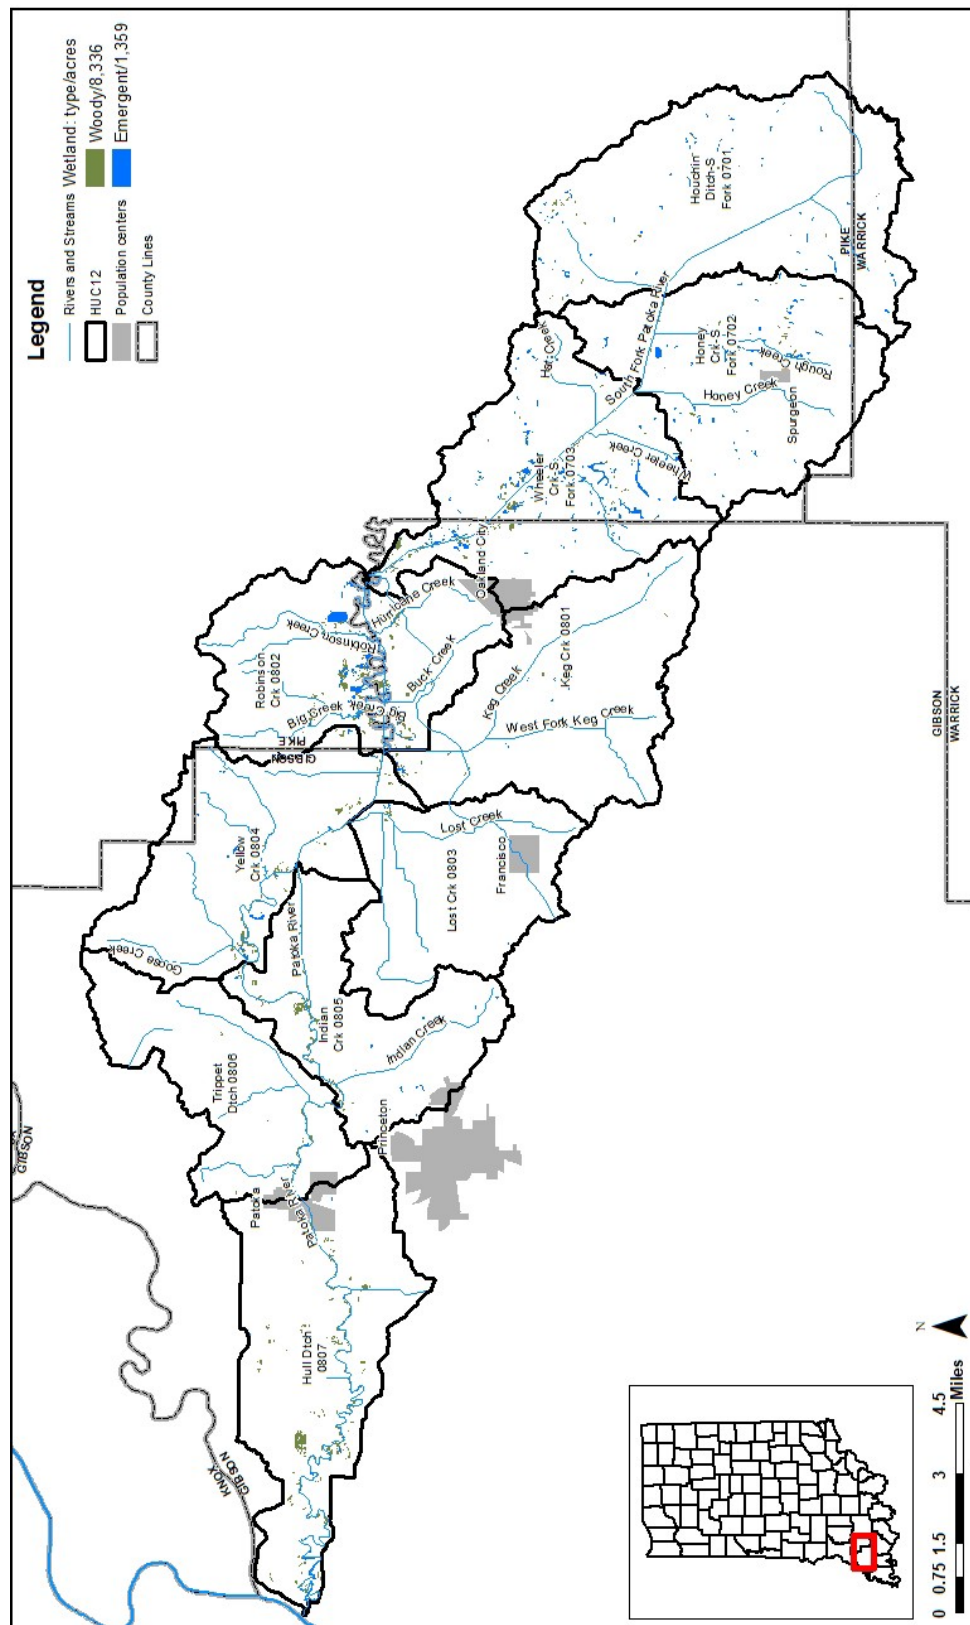 Legend
Rivers and Streams
HUC12
Population centers
County Lines
Wetland: type/acres
Woody/8,336
Emergent/1,359
KNOX
GIBSON
GIBSON
Hull Dtch
0807
Patoka
Patoka River
Princeton
Trippet
Dtch 0806
Indian
Crk 0805
Indian Creek
Patoka River
Goose Creek
Yellow
Crk 0804
Lost Crk 0803
Lost Creek
Francisco
GIBSON
PIKE
Robinson
Crk 0802
Big Creek
Robinson Creek
Buck Creek
Hurricane Creek
Keg Creek
Keg Crk 0801
West Fork Keg Creek
Oakland City
Wheeler
Crk-S
Fork 0703
Wheeler Creek
Hat Creek
South Fork Patoka River
Honey
Crk-S
Fork 0702
Honey Creek
Rough Creek
Spurgeon
Houchin
Ditch-S
Fork 0701
PIKE
WARRICK
GIBSON
WARRICK
N
0 0.75 1.5 3 4.5
Miles